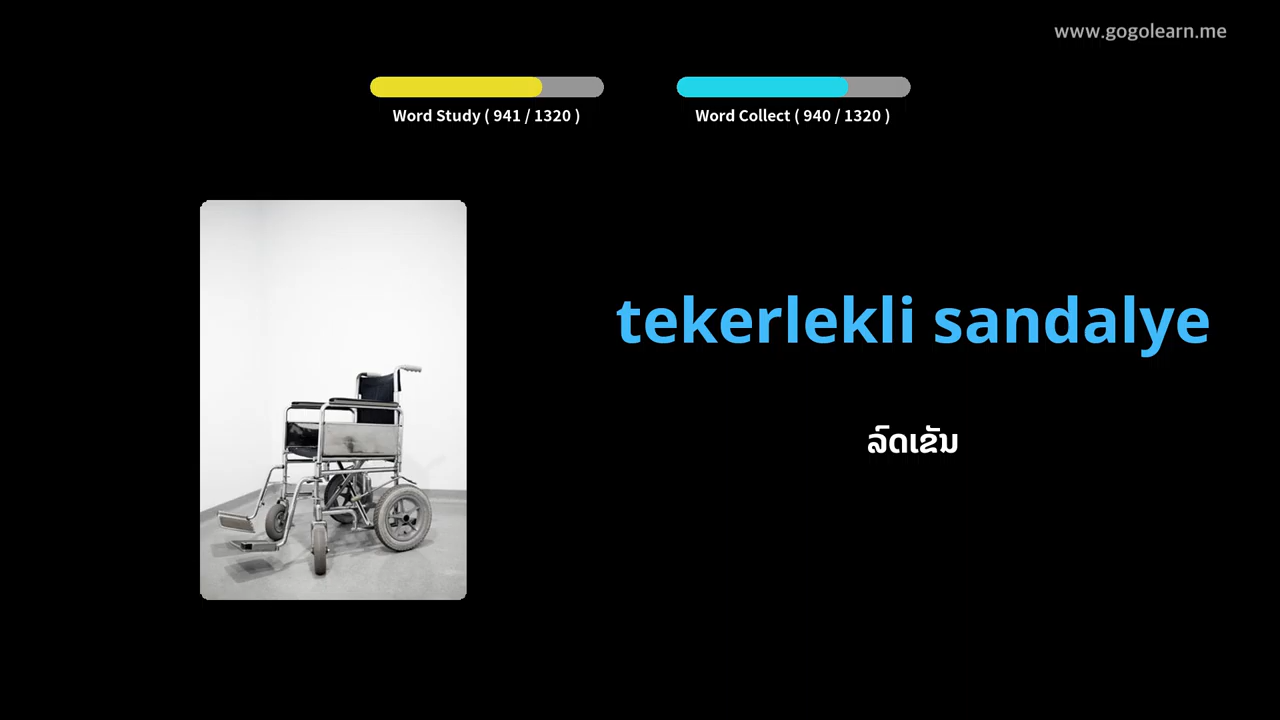 www.gogolearn.me
Word Study ( 941 / 1320 )
Word Collect ( 940 / 1320 )
tekerlekli sandalye
ລົດເຂັນ